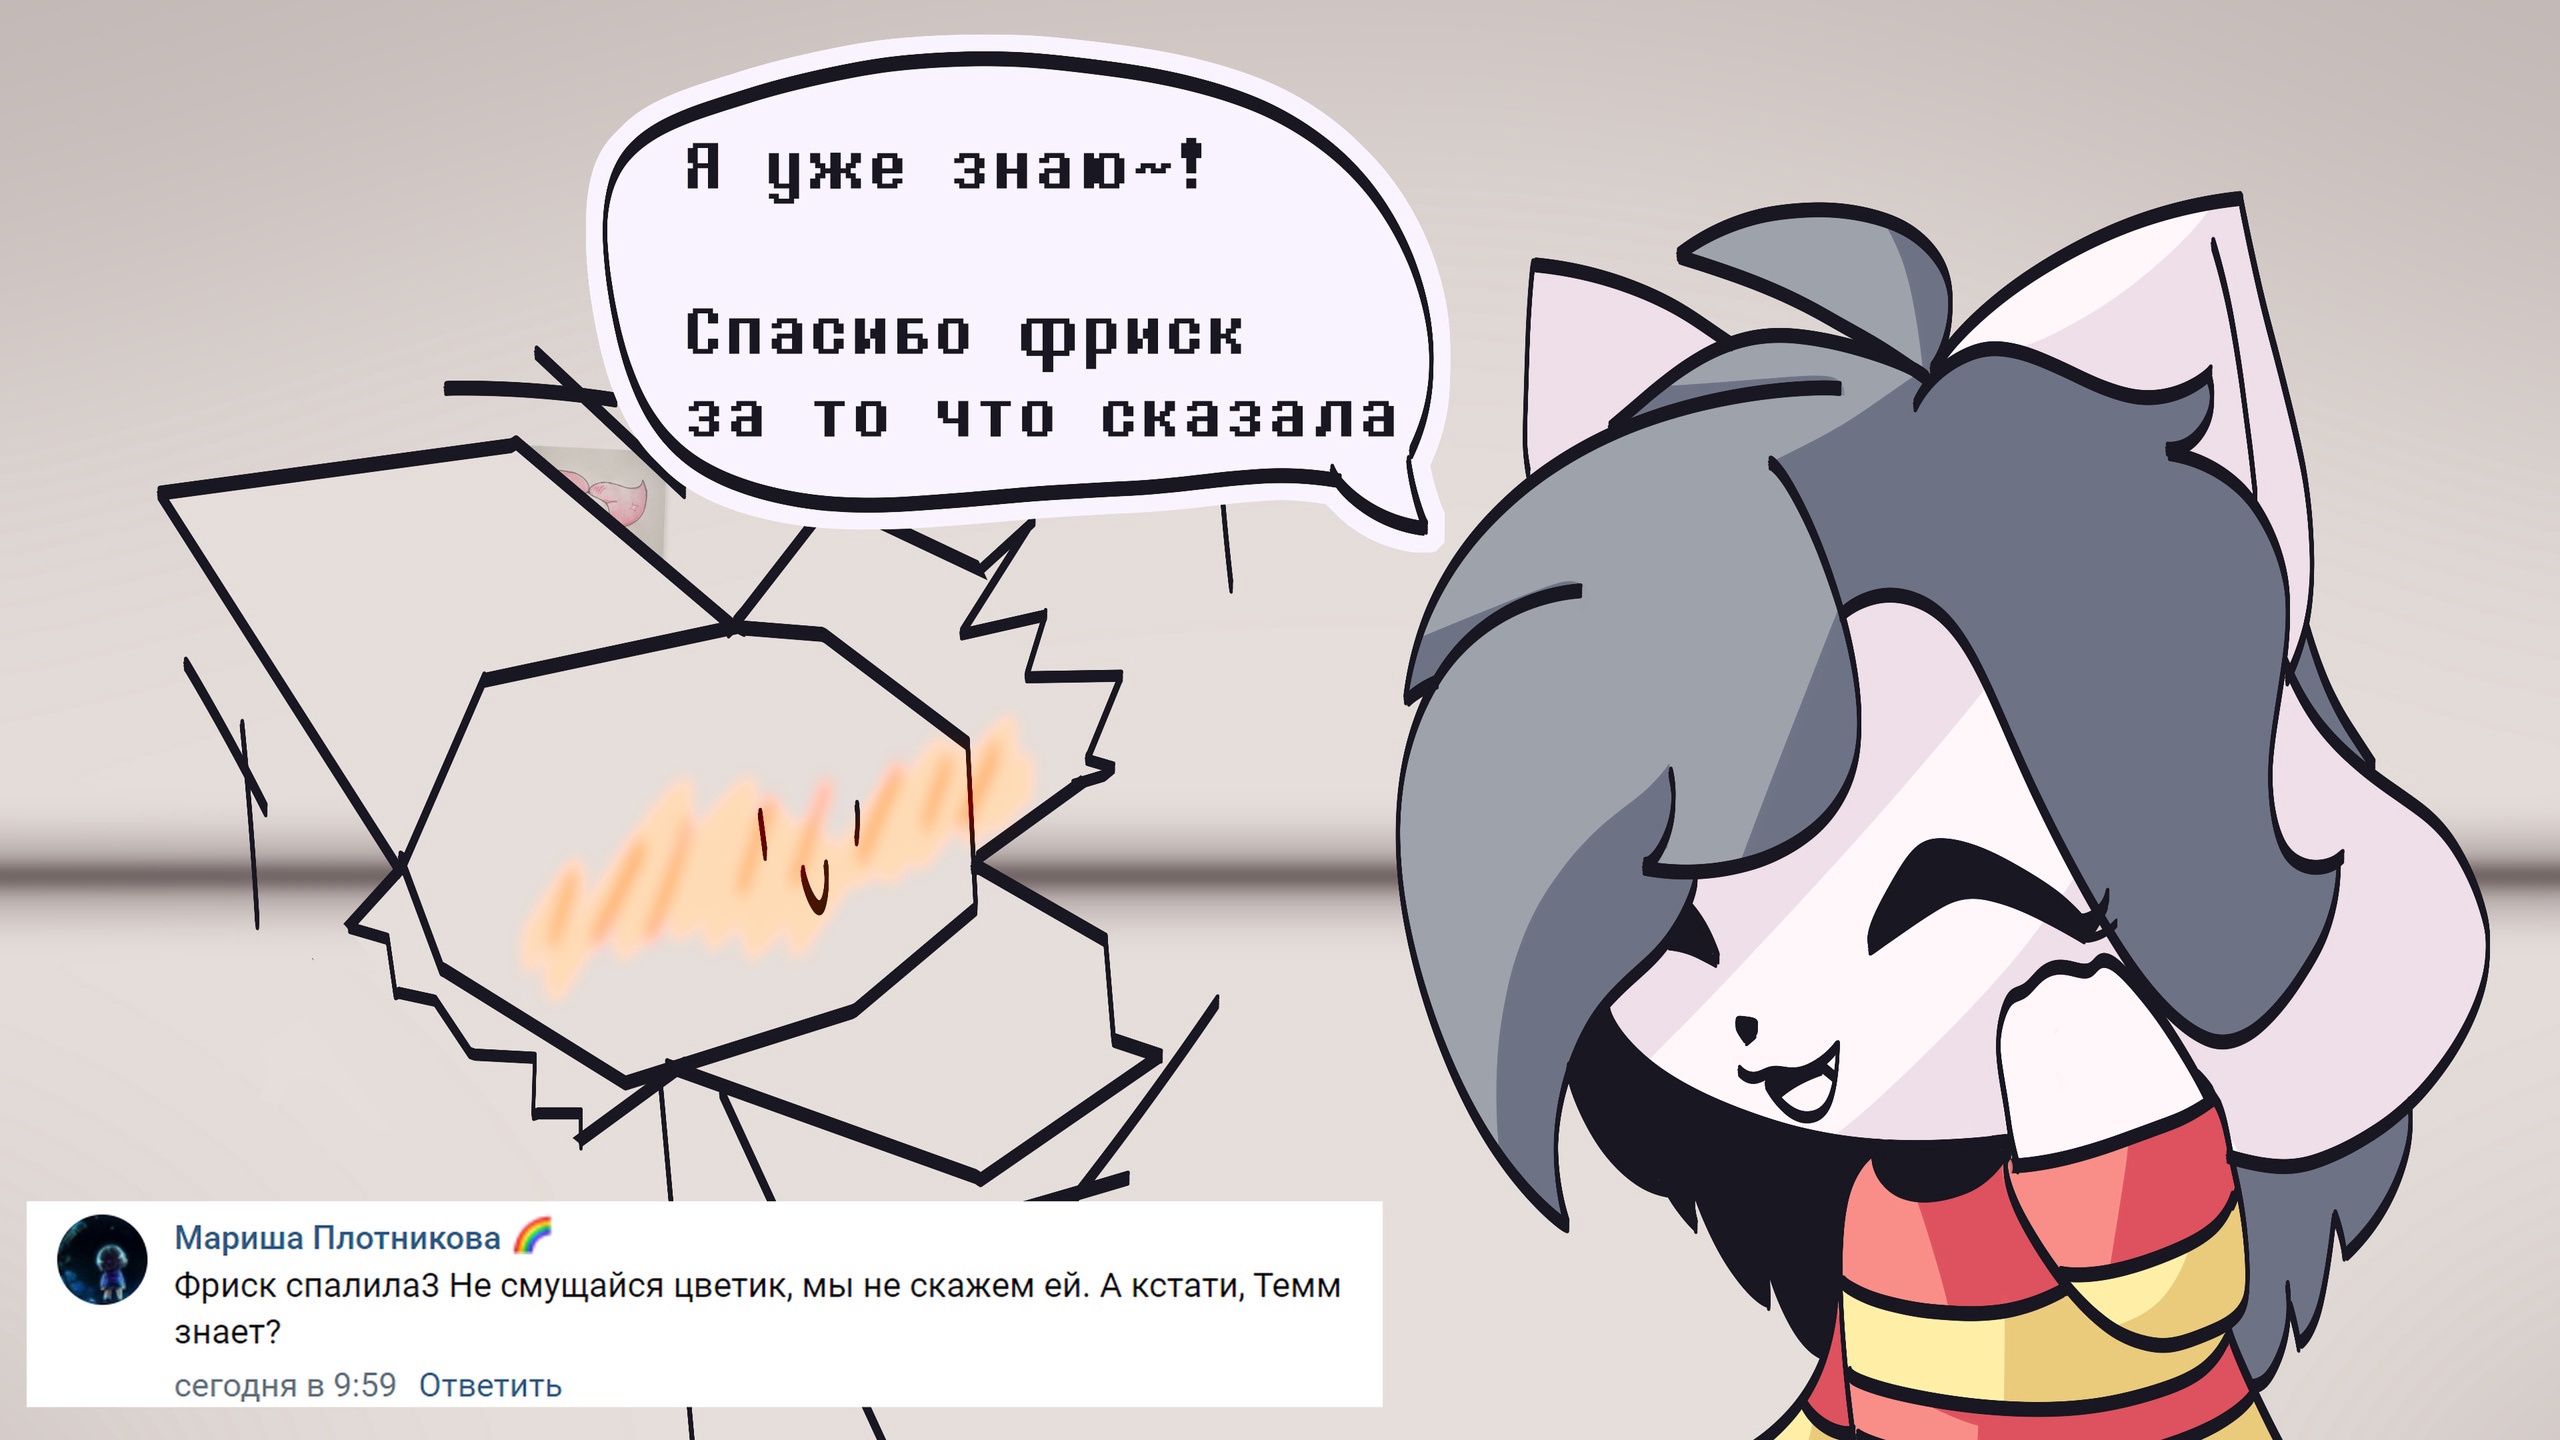 Я уже знаю~!
Спасибо фриск
за то что сказала
Мариша Плотникова 🌈
Фриск спалила3 Не смущайся цветик, мы не скажем ей. А кстати, Темм
знает?
сегодня в 9:59 Ответить